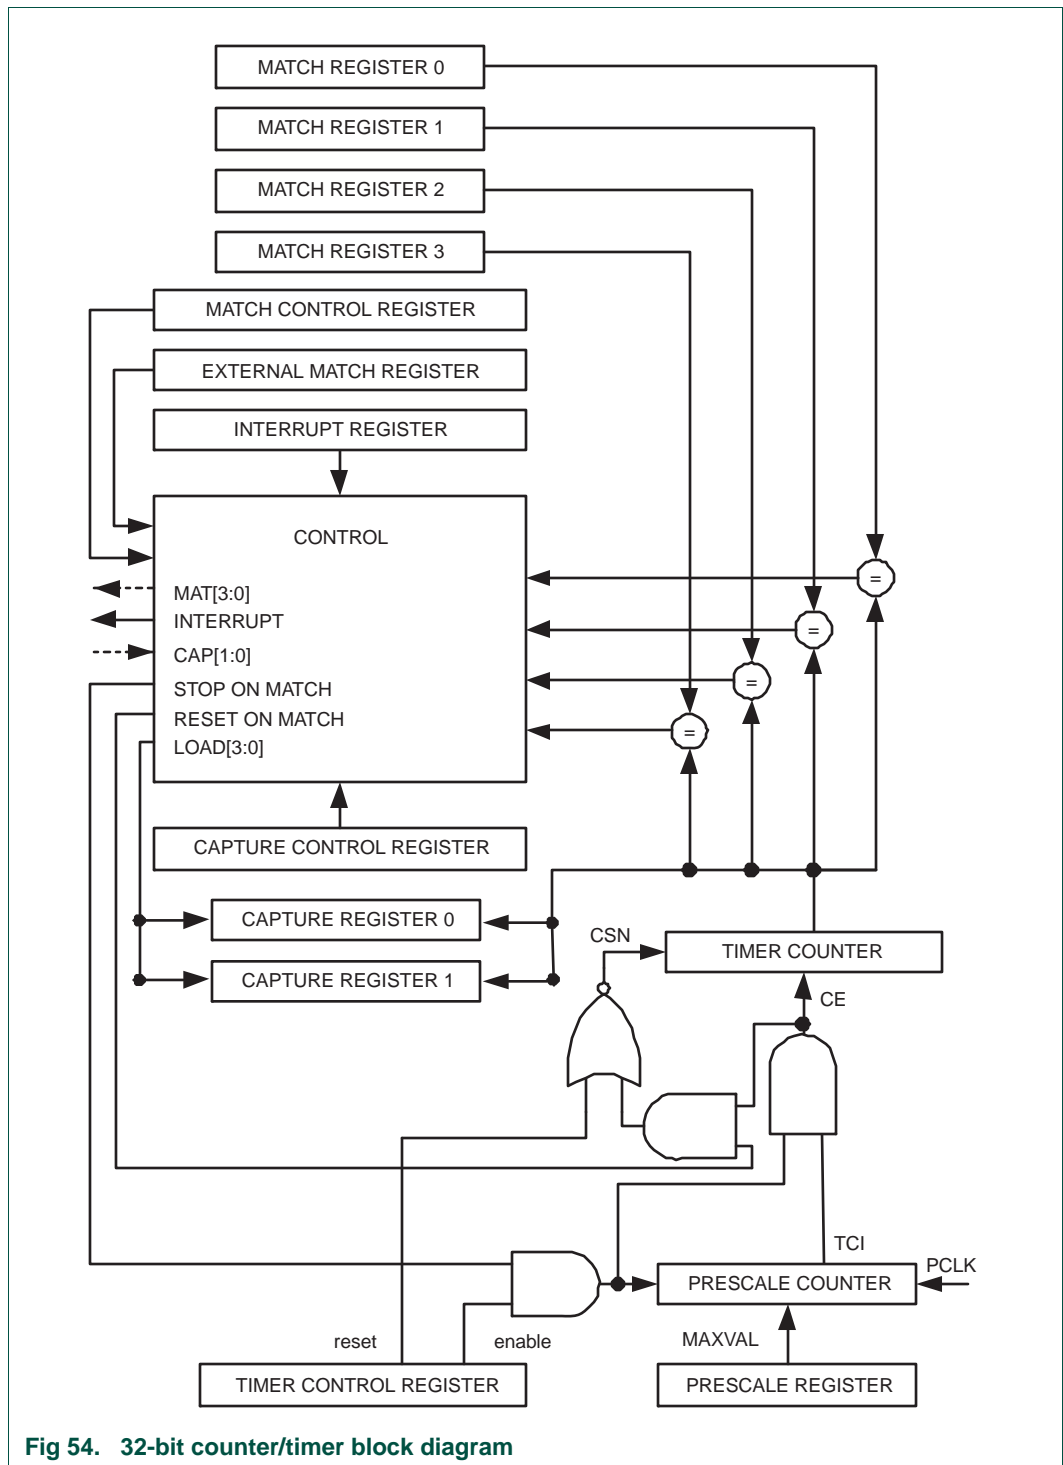 MATCH REGISTER 0
MATCH REGISTER 1
MATCH REGISTER 2
MATCH REGISTER 3
MATCH CONTROL REGISTER
EXTERNAL MATCH REGISTER
INTERRUPT REGISTER
CONTROL
MAT[3:0]
INTERRUPT
CAP[1:0]
STOP ON MATCH
RESET ON MATCH
LOAD[3:0]
=
=
=
=
CAPTURE CONTROL REGISTER
CAPTURE REGISTER 0
CAPTURE REGISTER 1
CSN
TIMER COUNTER
CE
TCI
PCLK
PRESCALE COUNTER
reset
enable
MAXVAL
TIMER CONTROL REGISTER
PRESCALE REGISTER
Fig 54. 32-bit counter/timer block diagram